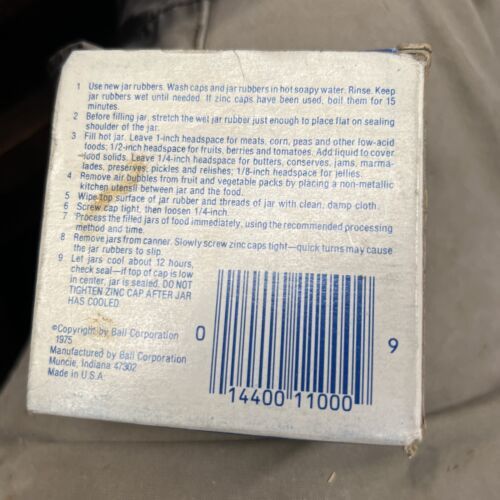 1 Use new jar rubbers. Wash caps and jar rubbers in hot soapy water. Rinse. Keep
jar rubbers wet until needed. If zinc caps have been used, boil them for 15
minutes.
2 Before filling jar, stretch the wet jar rubber just enough to place flat on sealing
shoulder of the jar.
3 Fill hot jar. Leave 1-inch headspace for meats, corn, peas and other low-acid
foods; 1/2-inch headspace for fruits, berries and tomatoes. Add liquid to cover
food solids. Leave 1/4-inch headspace for butters, conserves, jams, marma-
lades, preserves, pickles and relishes; 1/8-inch headspace for jellies.
4 Remove air bubbles from fruit and vegetable packs by placing a non-metallic
kitchen utensil between jar and the food.
5 Wipe top surface of jar rubber and threads of jar with clean, damp cloth.
6 Screw cap tight, then loosen 1/4-inch.
7 Process the filled jars of food immediately, using the recommended processing
method and time.
8 Remove jars from canner. Slowly screw zinc caps tight—quick turns may cause
the jar rubbers to slip.
9 Let jars cool about 12 hours,
check seal—if top of cap is low
in center, jar is sealed. DO NOT
TIGHTEN ZINC CAP AFTER JAR
HAS COOLED.
©Copyright by Ball Corporation
1975
Manufactured by Ball Corporation
Muncie, Indiana 47302
Made in U.S.A.
0 9
14400 11000